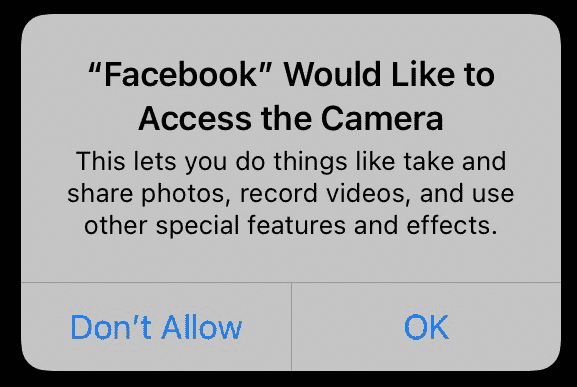 “Facebook” Would Like to
Access the Camera
This lets you do things like take and
share photos, record videos, and use
other special features and effects.
Don’t Allow
OK